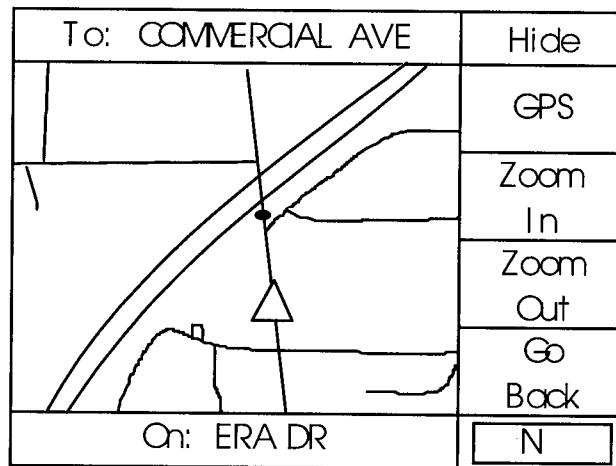 To: COMMERCIAL AVE
Hide
GPS
Zoom
In
Zoom
Out
Go
Back
On: ERA DR
N